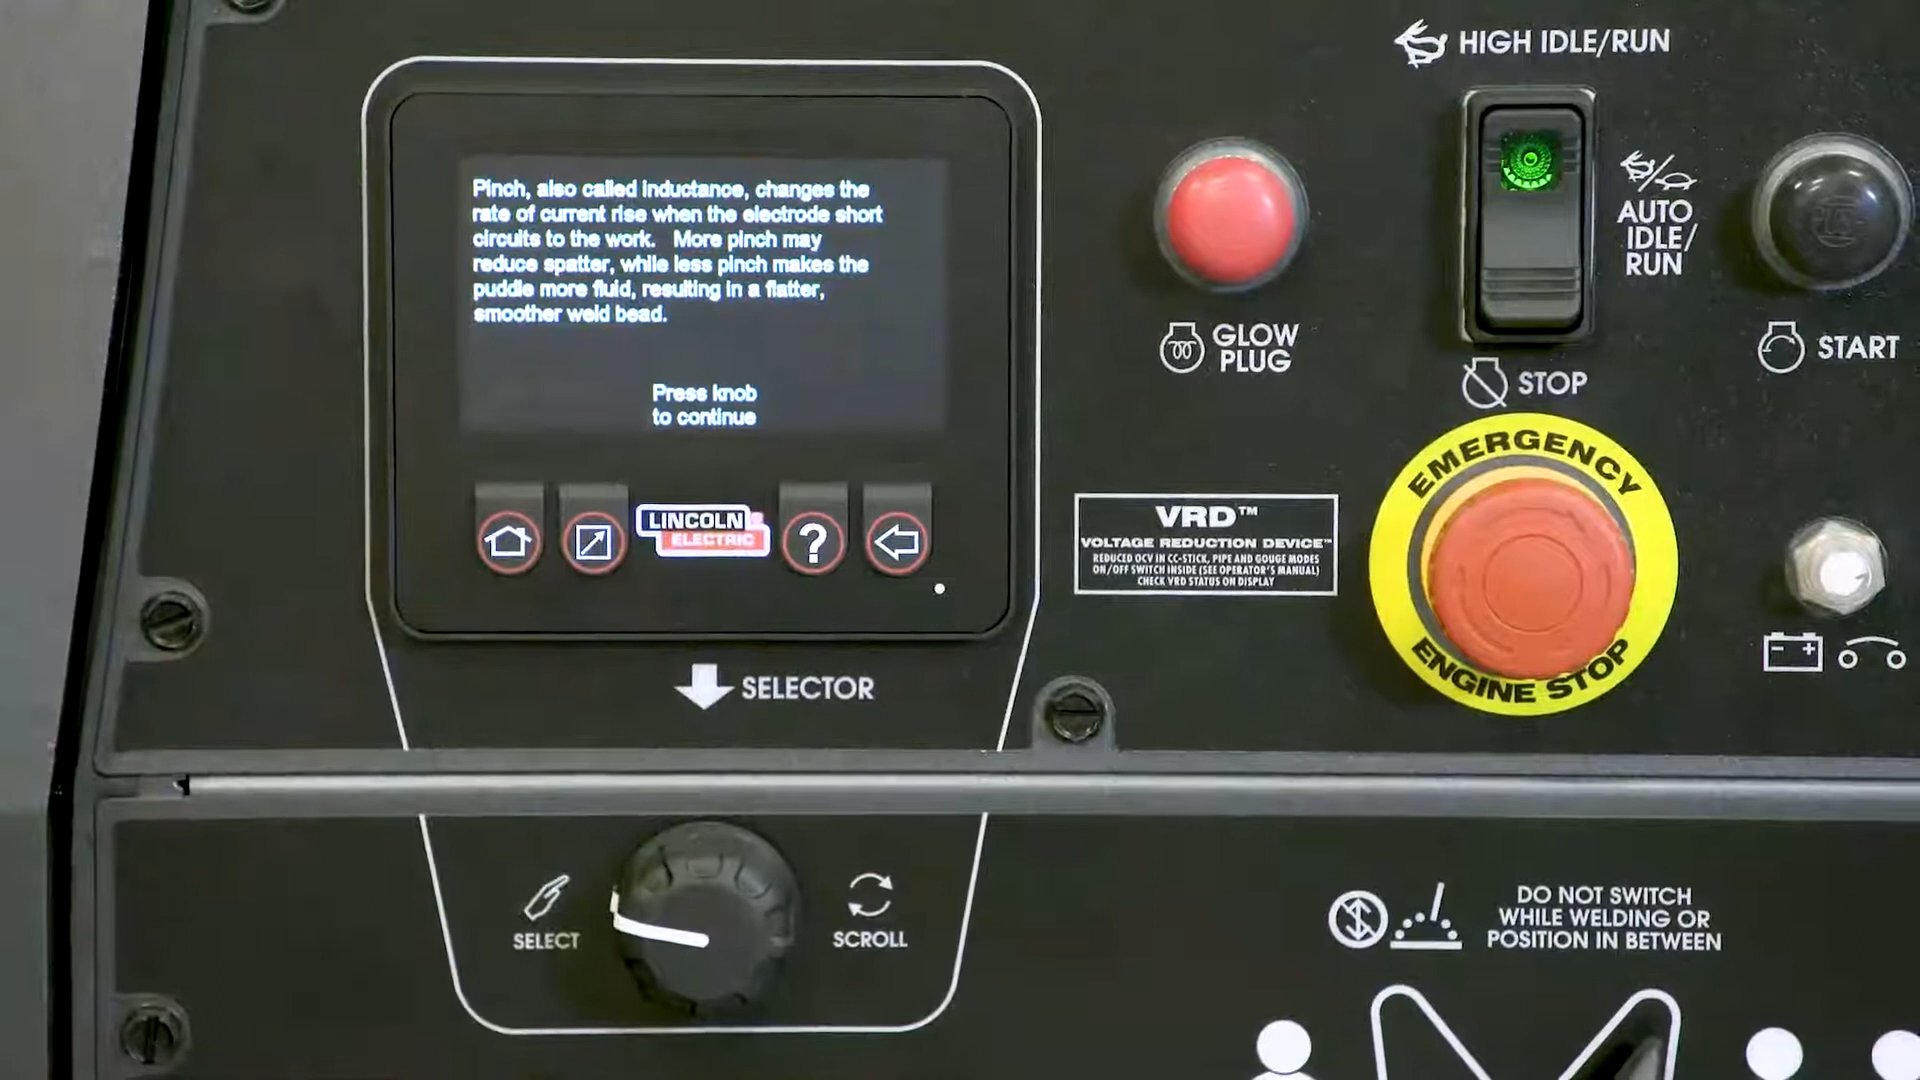 Pinch, also called inductance, changes the
rate of current rise when the electrode short
circuits to the work. More pinch may
reduce spatter, while less pinch makes the
puddle more fluid, resulting in a flatter,
smoother weld bead.
Press knob
to continue
LINCOLN
ELECTRIC
?
SELECTOR
SELECT
SCROLL
HIGH IDLE/RUN
AUTO
IDLE/
RUN
GLOW
PLUG
STOP
START
EMERGENCY
ENGINE STOP
VRD™
VOLTAGE REDUCTION DEVICE™
REDUCED OCV IN CC-STICK, PIPE AND GOUGE MODES
ON/OFF SWITCH INSIDE (SEE OPERATOR'S MANUAL)
CHECK VRD STATUS ON DISPLAY
DO NOT SWITCH
WHILE WELDING OR
POSITION IN BETWEEN